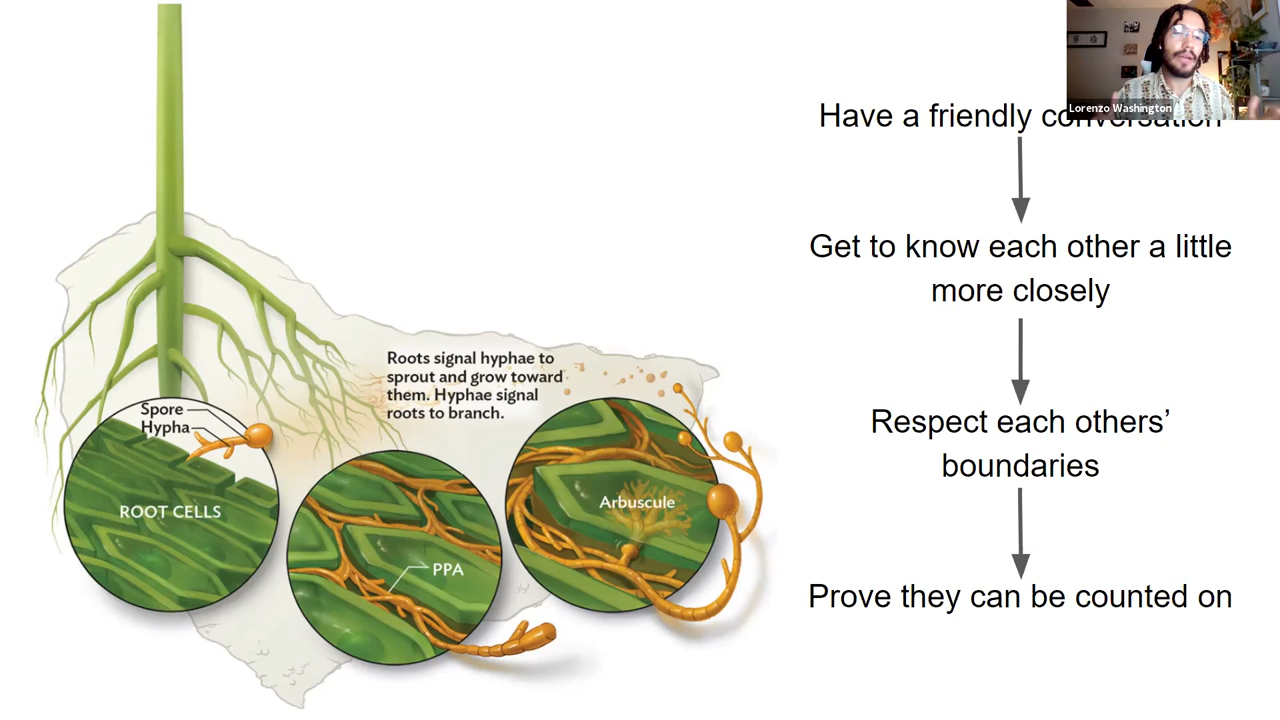 Lorenzo Washington
Have a friendly conversation
Get to know each other a little
more closely
Respect each others’
boundaries
Prove they can be counted on
Roots signal hyphae to
sprout and grow toward
them. Hyphae signal
roots to branch.
Spore
Hypha
ROOT CELLS
PPA
Arbuscule